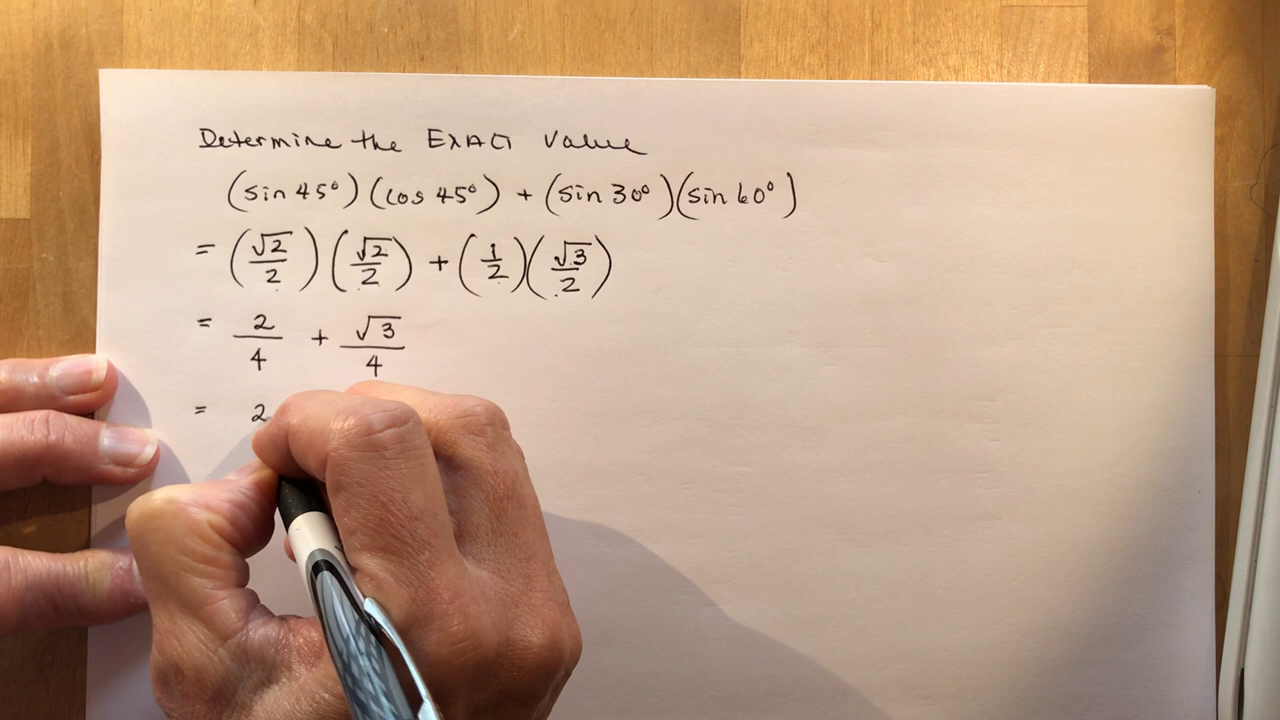 Determine the EXACT Value
(sin 45°)(cos 45°) + (sin 30°)(sin 60°)
= (√2/2)(√2/2) + (1/2)(√3/2)
= 2/4 + √3/4
= 2